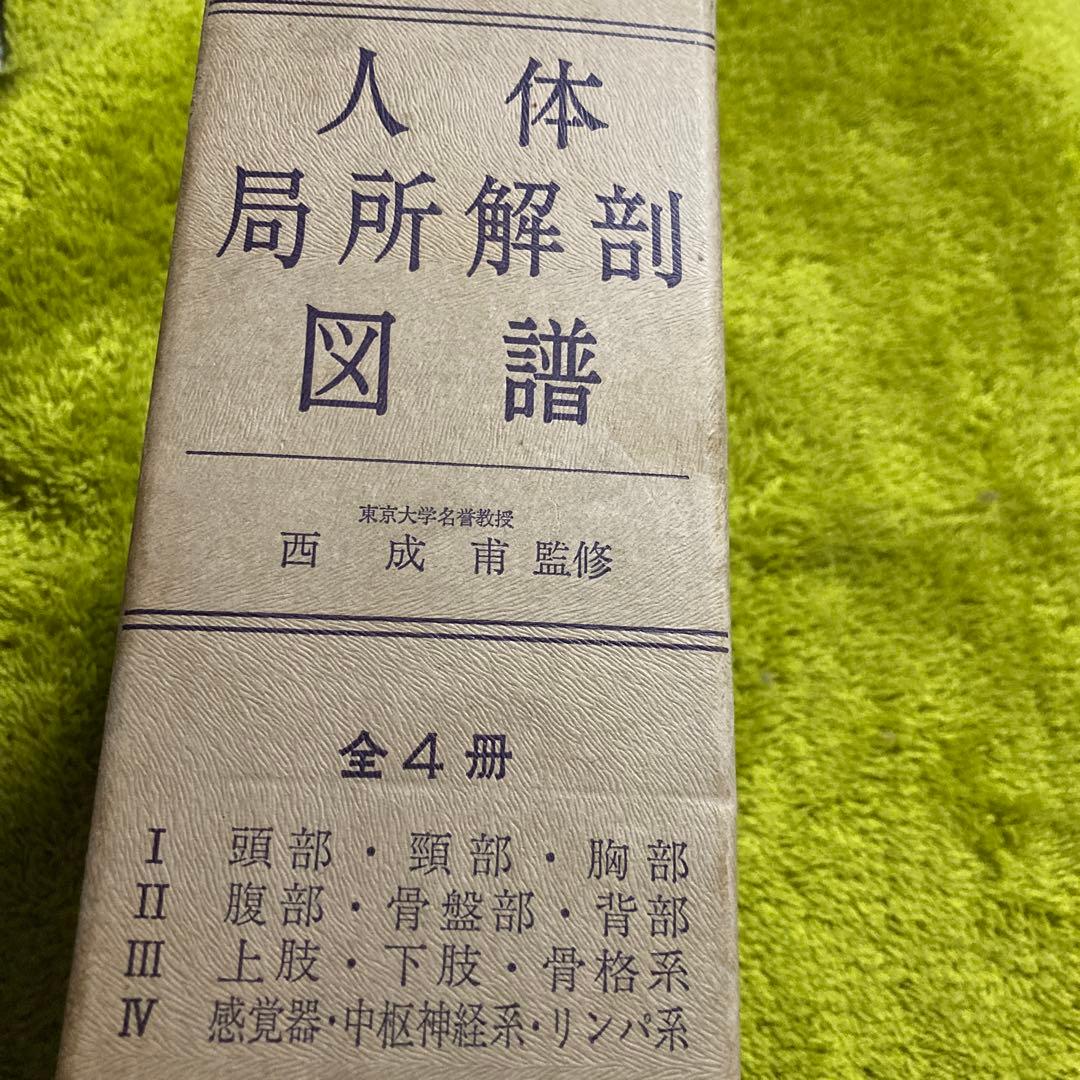 人体
局所解剖
図譜
東京大学名誉教授
西成甫 監修
全4冊
I 頭部・頸部・胸部
II 腹部・骨盤部・背部
III 上肢・下肢・骨格系
IV 感覚器・中枢神経系・リンパ系